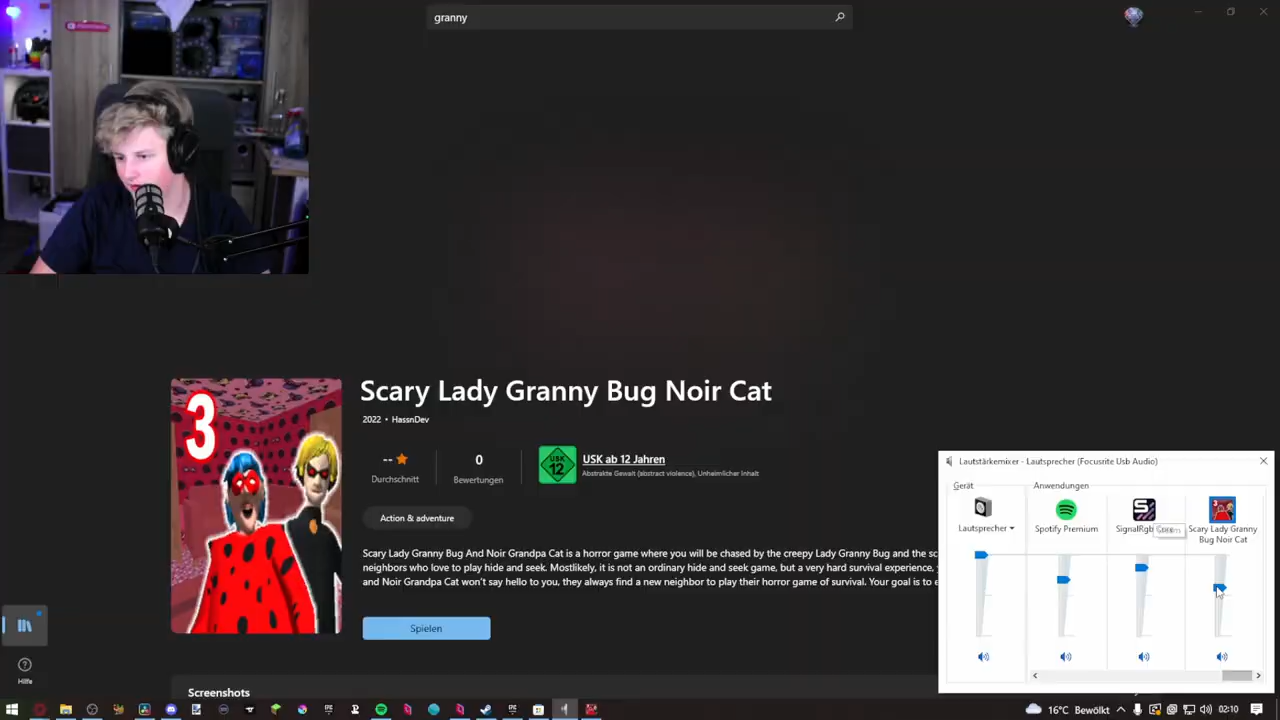 granny
3
Scary Lady Granny Bug Noir Cat
2022 • HassnDev
--
Durchschnitt
0
Bewertungen
USK
12
USK ab 12 Jahren
Abstrakte Gewalt (abstract violence), Unheimlicher Inhalt
Action & adventure
Scary Lady Granny Bug And Noir Grandpa Cat is a horror game where you will be chased by the creepy Lady Granny Bug and the sc
neighbors who love to play hide and seek. Mostlikely, it is not an ordinary hide and seek game, but a very hard survival experience,
and Noir Grandpa Cat won't say hello to you, they always find a new neighbor to play their horror game of survival. Your goal is to e
Spielen
Screenshots
Hilfe
Lautstärkemixer - Lautsprecher (Focusrite Usb Audio)
Gerät
Anwendungen
Lautsprecher
Spotify Premium
SignalRgb
Scary Lady Granny
Bug Noir Cat
16°C Bewölkt
02:10